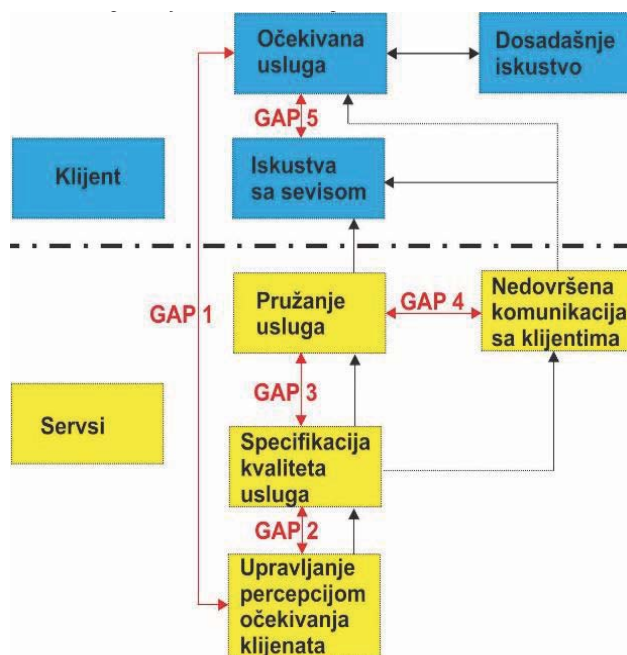 Očekivana
usluga
Dosadašnje
iskustvo
GAP 5
Klijent
Iskustva
sa sevisom
GAP 1
Pružanje
usluga
GAP 4
Nedovršena
komunikacija
sa klijentima
GAP 3
Servsi
Specifikacija
kvaliteta
usluga
GAP 2
Upravljanje
percepcijom
očekivanja
klijenata